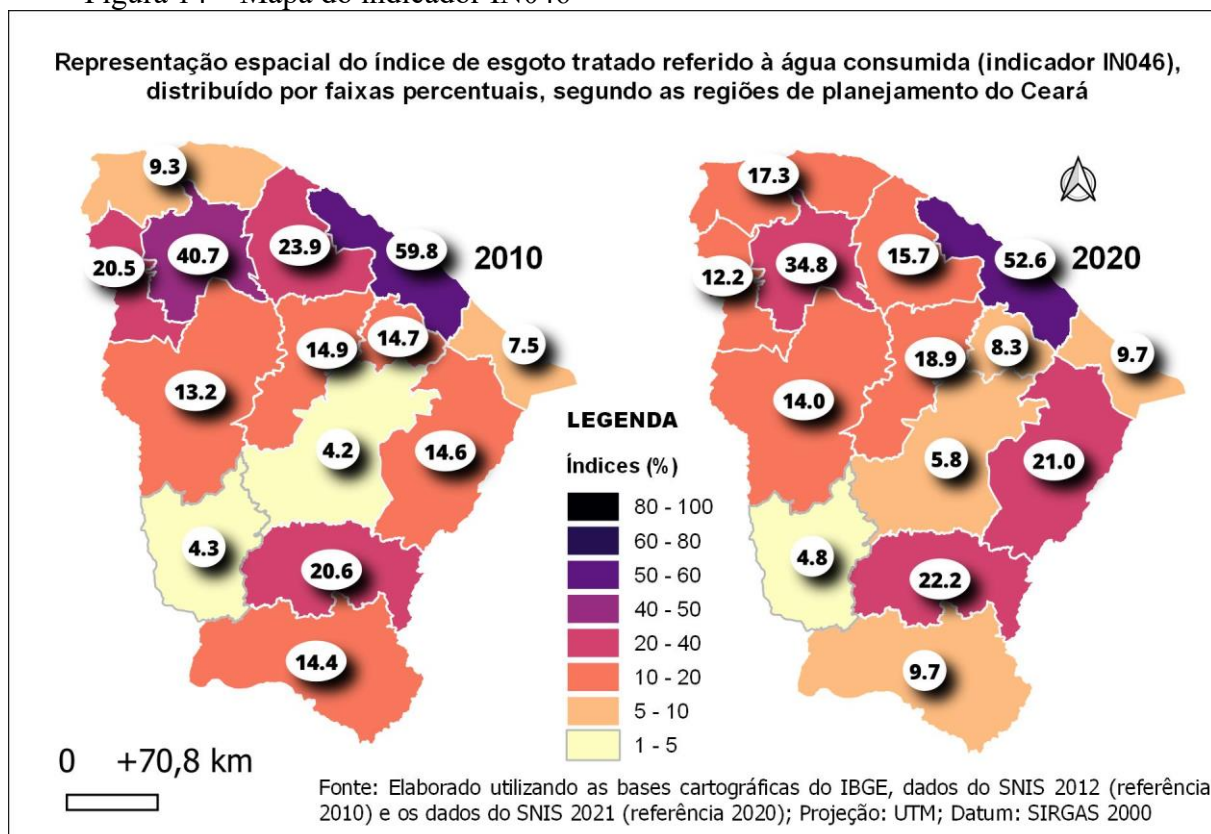 Figura 14 – Mapa do indicador IN046
Representação espacial do índice de esgoto tratado referido à água consumida (indicador IN046),
distribuído por faixas percentuais, segundo as regiões de planejamento do Ceará
9.3
20.5
40.7
23.9
59.8
2010
14.9
14.7
7.5
13.2
4.2
14.6
4.3
20.6
14.4
17.3
12.2
34.8
15.7
52.6
2020
18.9
8.3
9.7
14.0
5.8
21.0
4.8
22.2
9.7
LEGENDA
Índices (%)
80 - 100
60 - 80
50 - 60
40 - 50
20 - 40
10 - 20
5 - 10
1 - 5
0 +70,8 km
Fonte: Elaborado utilizando as bases cartográficas do IBGE, dados do SNIS 2012 (referência
2010) e os dados do SNIS 2021 (referência 2020); Projeção: UTM; Datum: SIRGAS 2000